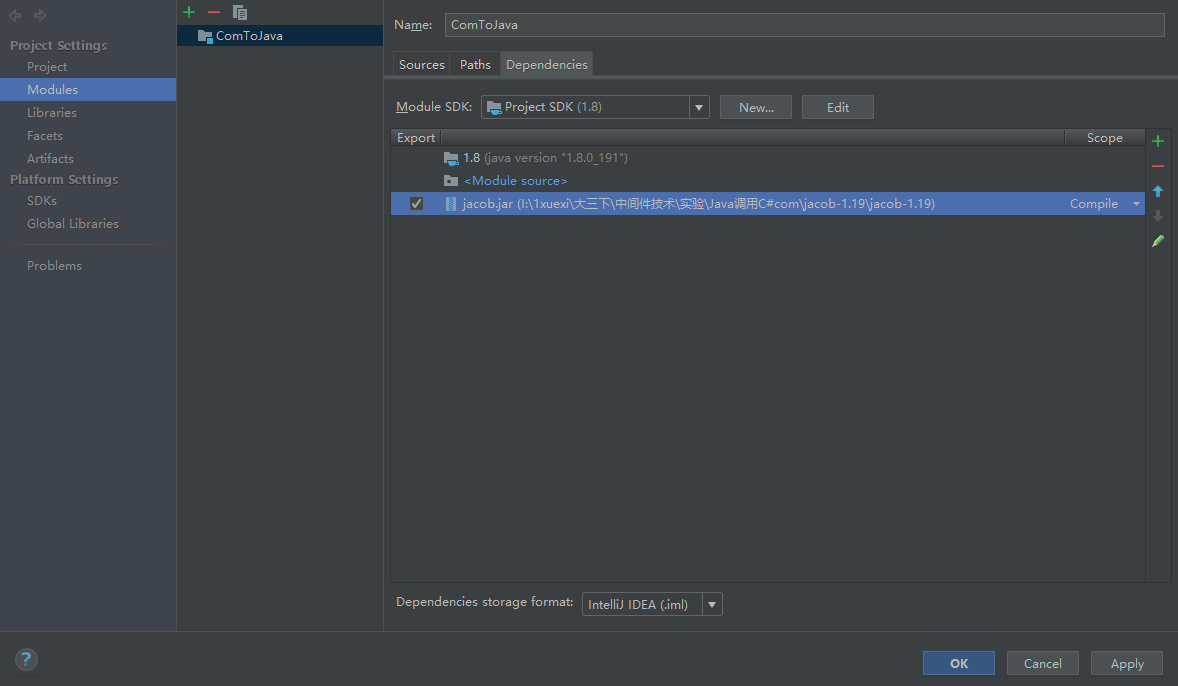 Project Settings
Project
Modules
Libraries
Facets
Artifacts
Platform Settings
SDKs
Global Libraries
Problems
ComToJava
Name: ComToJava
Sources Paths Dependencies
Module SDK: Project SDK (1.8) New... Edit
Export Scope
1.8 (java version "1.8.0_191")
<Module source>
jacob.jar (I:\1xuexi\大三下\中间件技术\实验\Java调用C#com\jacob-1.19\jacob-1.19) Compile
Dependencies storage format: IntelliJ IDEA (.iml)
? OK Cancel Apply